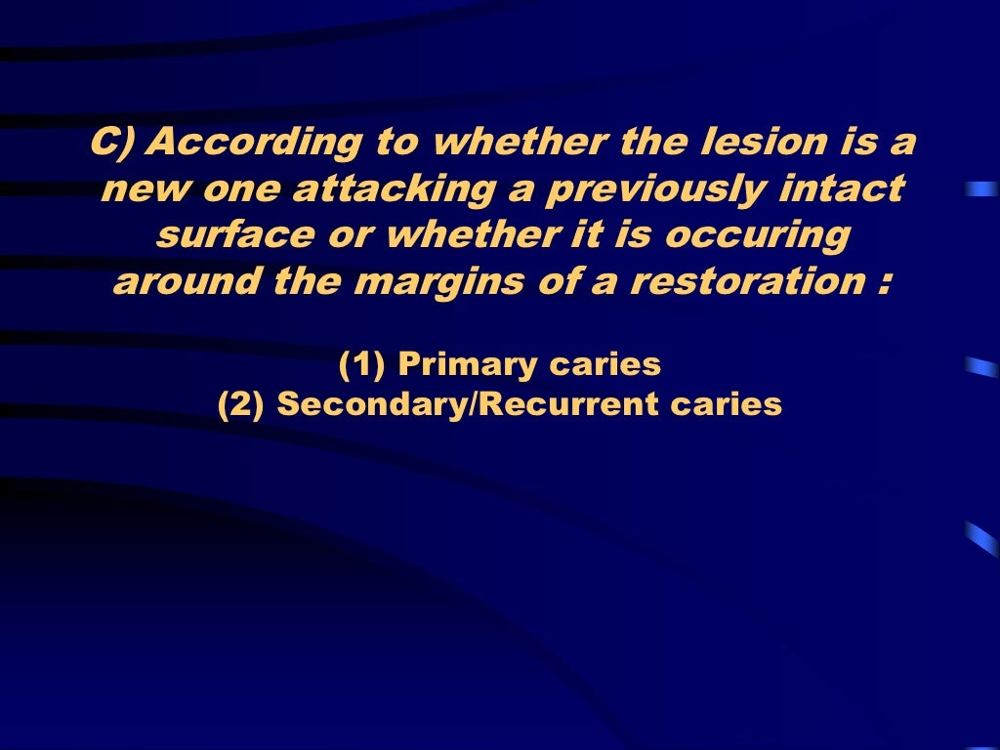 C) According to whether the lesion is a
new one attacking a previously intact
surface or whether it is occuring
around the margins of a restoration :
(1) Primary caries
(2) Secondary/Recurrent caries